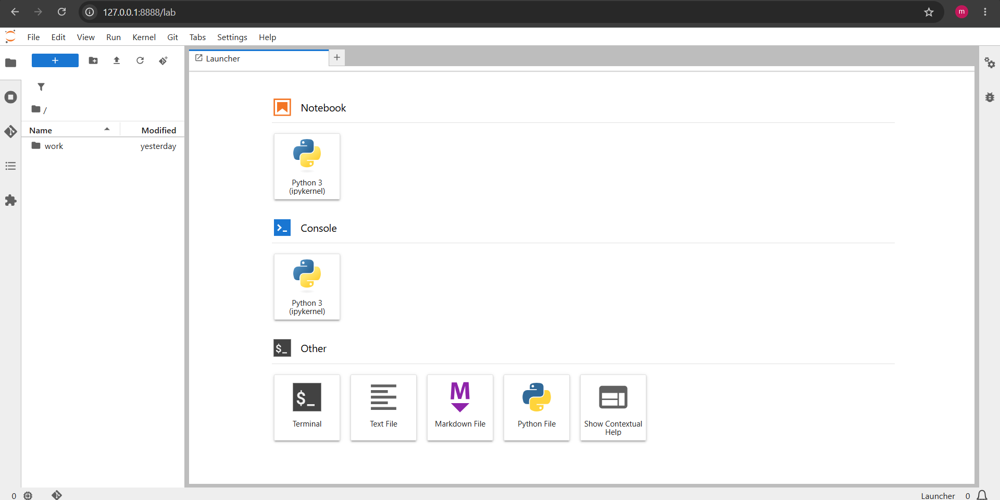 127.0.0.1:8888/lab
m
File Edit View Run Kernel Git Tabs Settings Help
+
Launcher
+
/
Name Modified
work yesterday
Notebook
Python 3
(ipykernel)
Console
Python 3
(ipykernel)
$_ Other
$_
Terminal
Text File
M
Markdown File
Python File
Show Contextual
Help
0
Launcher 0